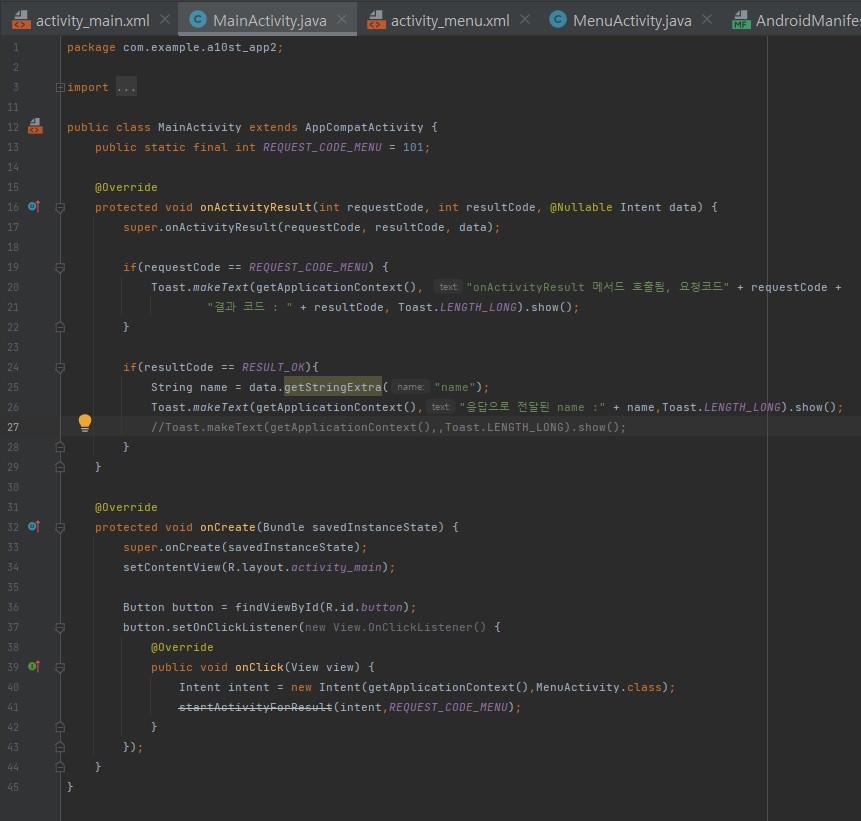 activity_main.xml MainActivity.java activity_menu.xml MenuActivity.java AndroidManifes
1 package com.example.a10st_app2;
2
3 import ...
11
12 public class MainActivity extends AppCompatActivity {
13 public static final int REQUEST_CODE_MENU = 101;
14
15 @Override
16 protected void onActivityResult(int requestCode, int resultCode, @Nullable Intent data) {
17 super.onActivityResult(requestCode, resultCode, data);
18
19 if(requestCode == REQUEST_CODE_MENU) {
20 Toast.makeText(getApplicationContext(), text: "onActivityResult 메서드 호출됨, 요청코드" + requestCode +
21 "결과 코드 : " + resultCode, Toast.LENGTH_LONG).show();
22 }
23
24 if(resultCode == RESULT_OK){
25 String name = data.getStringExtra( name: "name");
26 Toast.makeText(getApplicationContext(), text: "응답으로 전달된 name :" + name,Toast.LENGTH_LONG).show();
27 //Toast.makeText(getApplicationContext(),,Toast.LENGTH_LONG).show();
28 }
29 }
30
31 @Override
32 protected void onCreate(Bundle savedInstanceState) {
33 super.onCreate(savedInstanceState);
34 setContentView(R.layout.activity_main);
35
36 Button button = findViewById(R.id.button);
37 button.setOnClickListener(new View.OnClickListener() {
38 @Override
39 public void onClick(View view) {
40 Intent intent = new Intent(getApplicationContext(),MenuActivity.class);
41 startActivityForResult(intent,REQUEST_CODE_MENU);
42 }
43 });
44 }
45 }